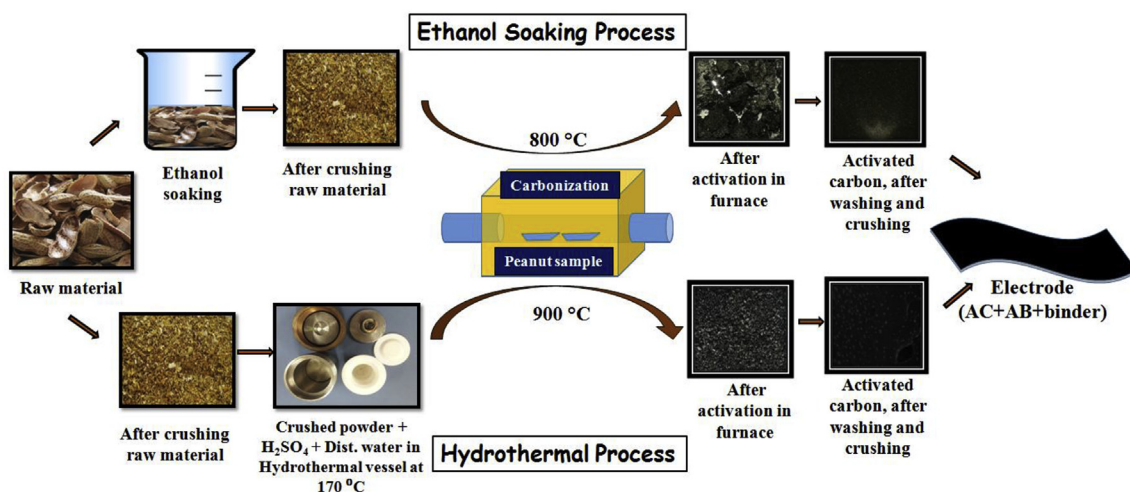 Ethanol Soaking Process
Ethanol
soaking
After crushing
raw material
800 °C
After
activation in
furnace
Activated
carbon, after
washing and
crushing
Carbonization
Peanut sample
Raw material
Electrode
(AC+AB+binder)
900 °C
After crushing
raw material
Crushed powder +
H₂SO₄ + Dist. water in
Hydrothermal vessel at
170 ⁰C
After
activation in
furnace
Activated
carbon, after
washing and
crushing
Hydrothermal Process